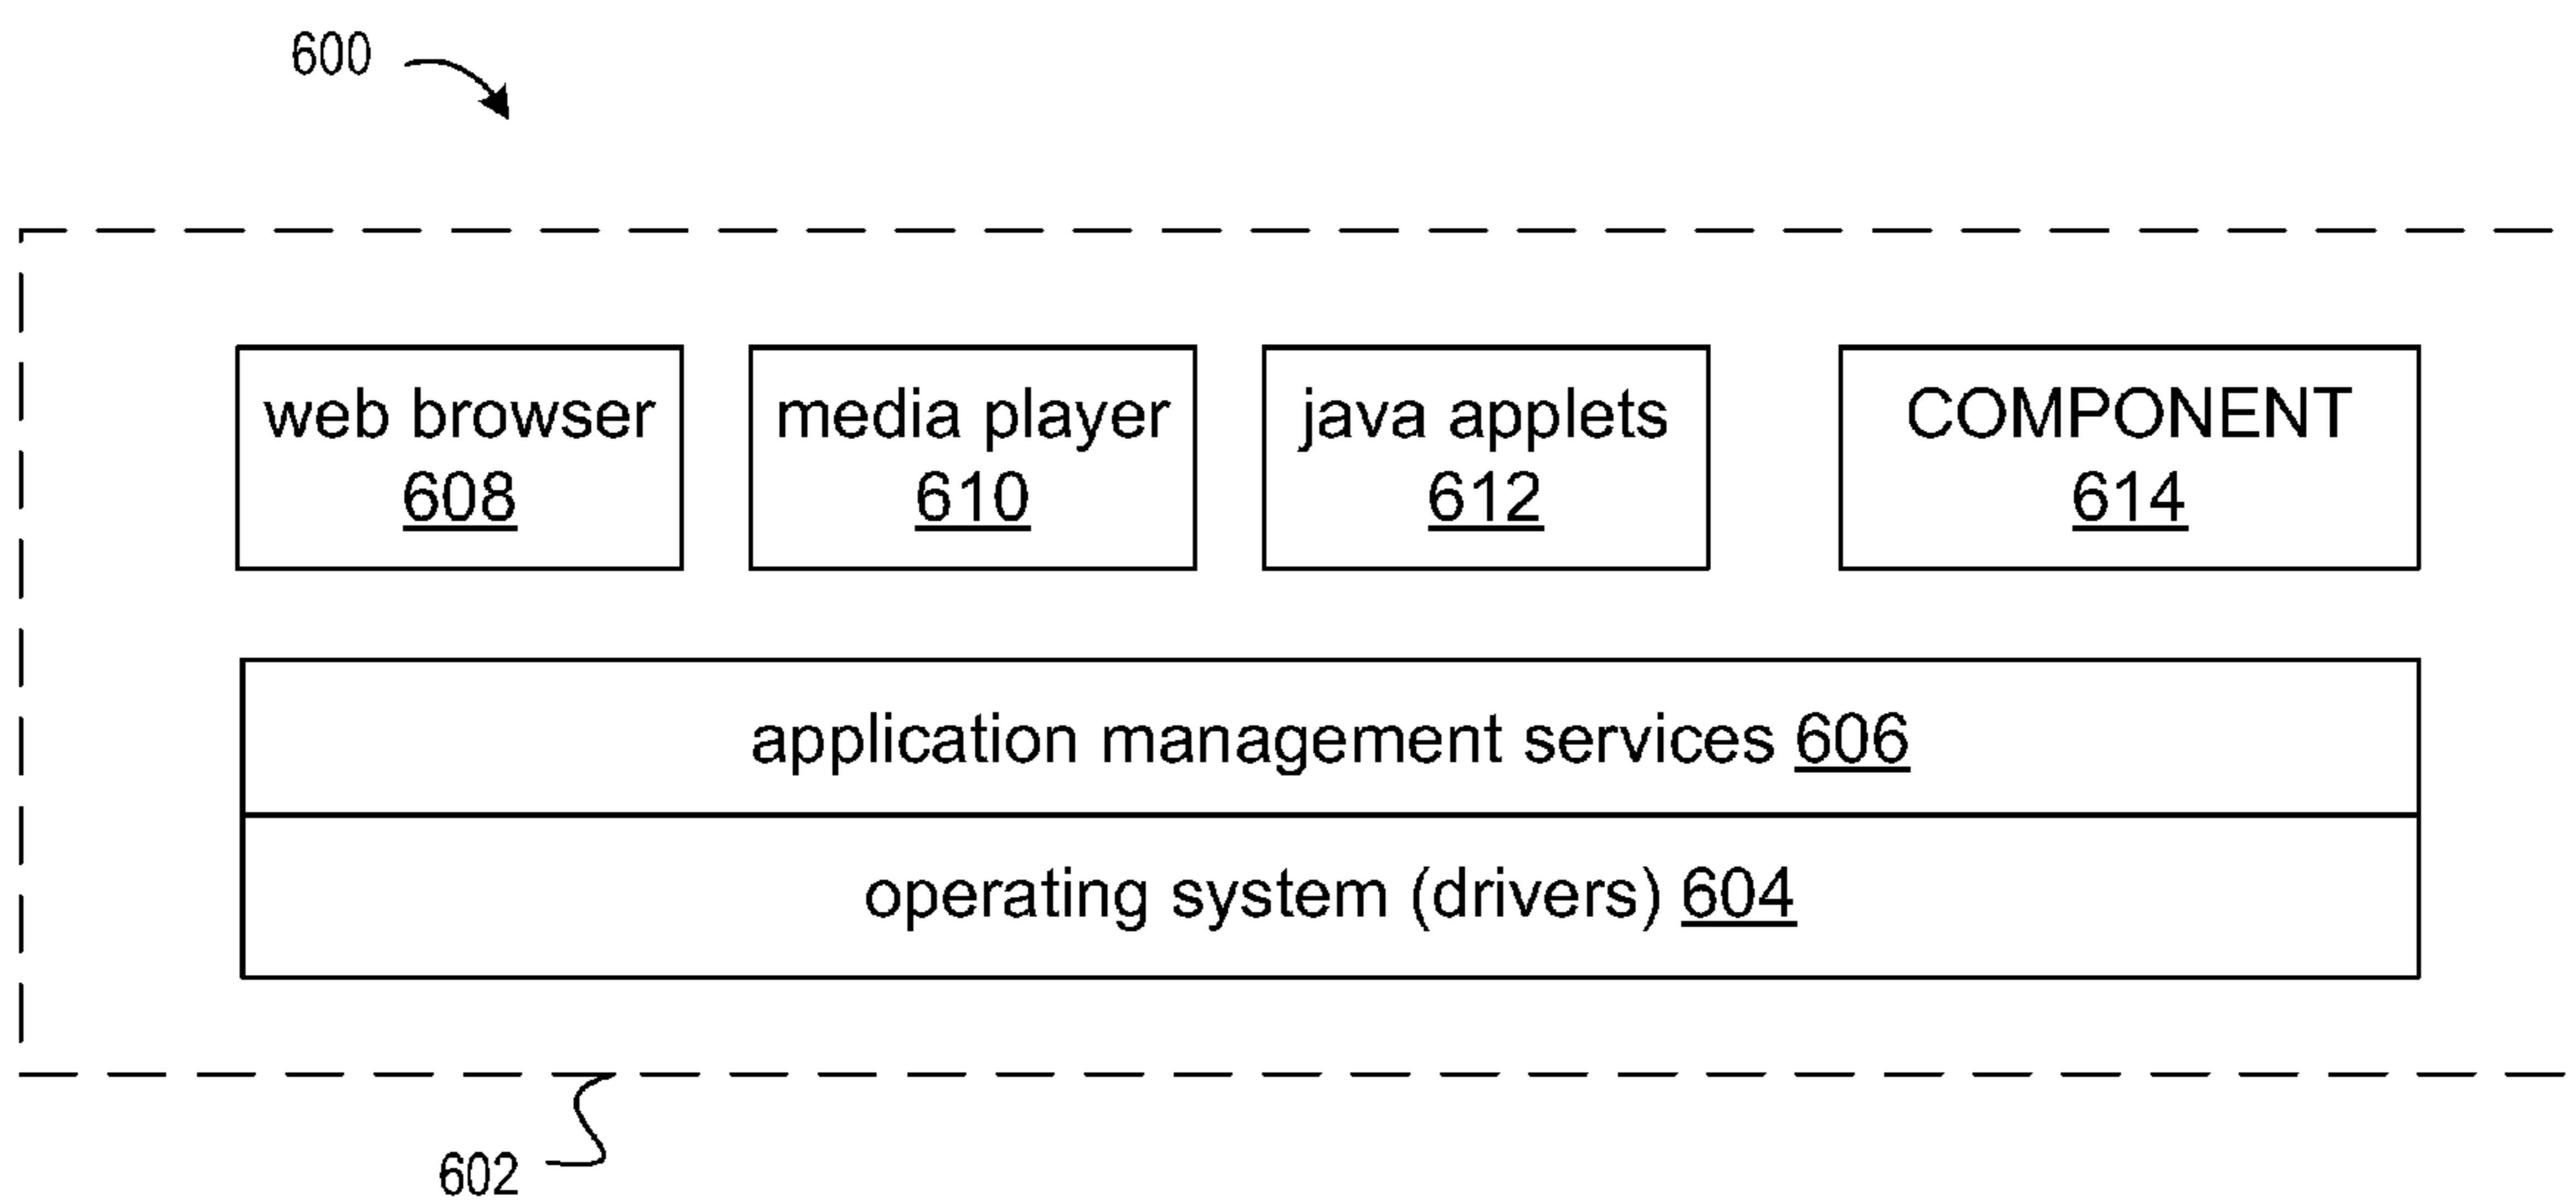 600
web browser
608
media player
610
java applets
612
COMPONENT
614
application management services 606
operating system (drivers) 604
602